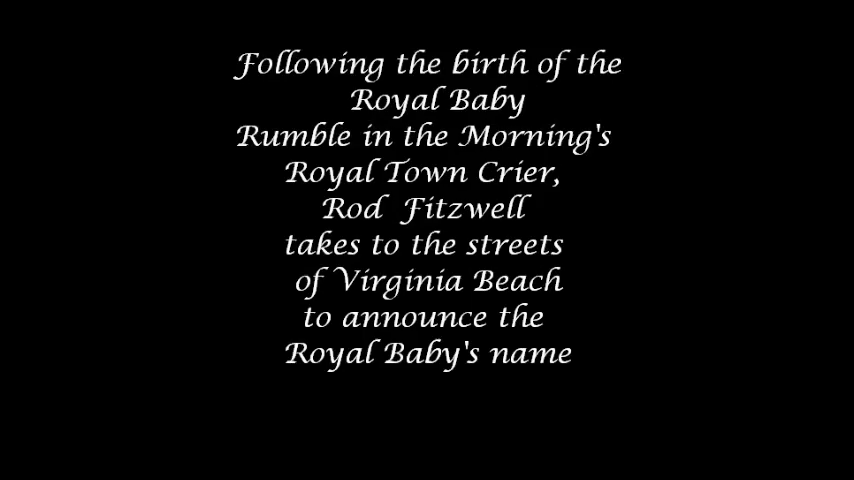 Following the birth of the
Royal Baby
Rumble in the Morning's
Royal Town Crier,
Rod Fitzwell
takes to the streets
of Virginia Beach
to announce the
Royal Baby's name